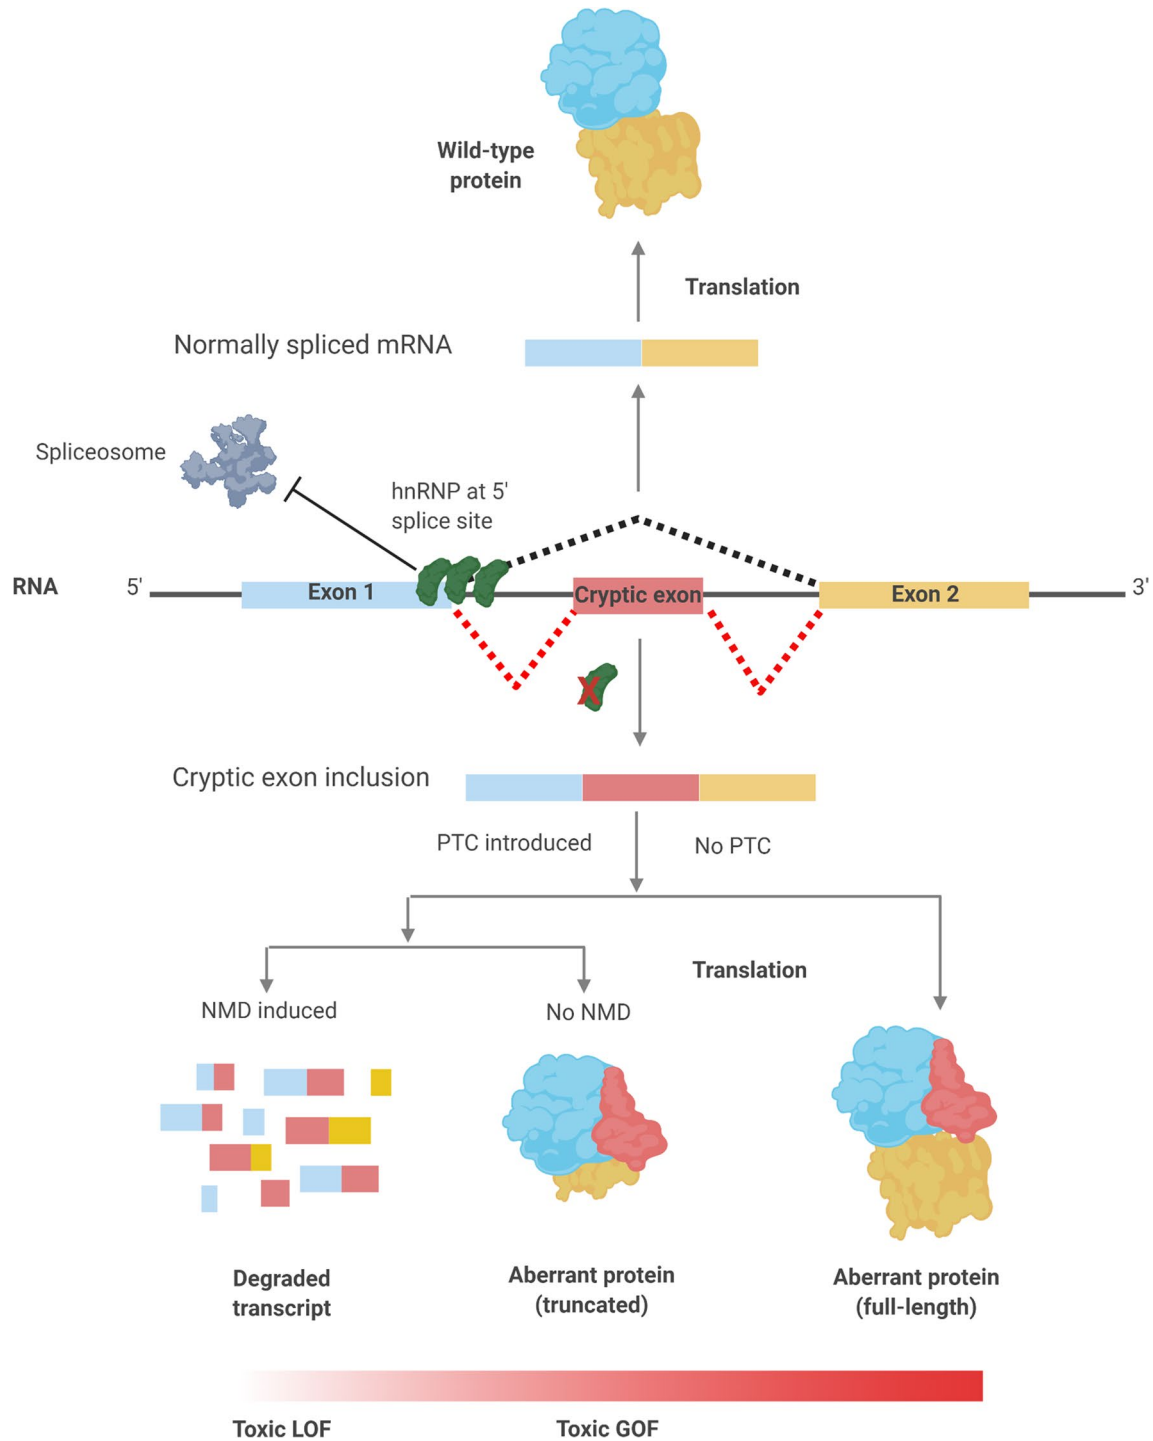 Wild-type
protein
Translation
Normally spliced mRNA
Spliceosome
hnRNP at 5'
splice site
RNA
5'
Exon 1
Cryptic exon
Exon 2
3'
X
Cryptic exon inclusion
PTC introduced
No PTC
Translation
NMD induced
No NMD
Degraded
transcript
Aberrant protein
(truncated)
Aberrant protein
(full-length)
Toxic LOF
Toxic GOF